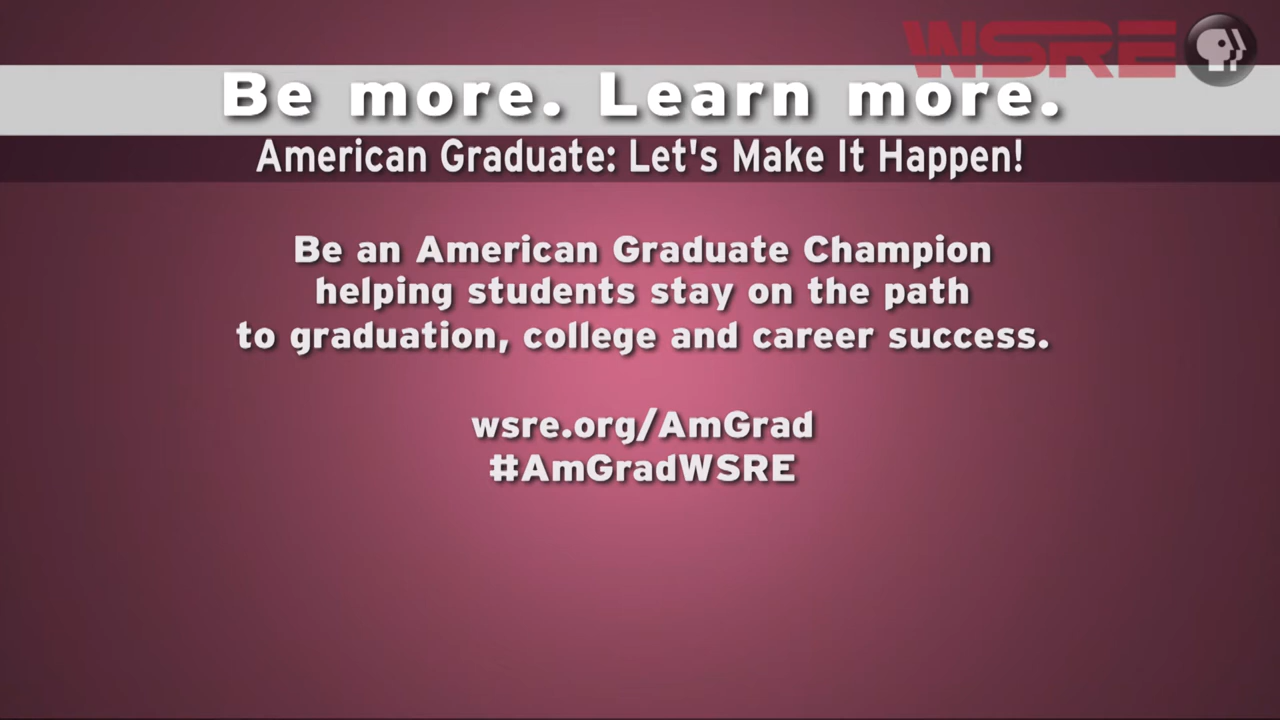 WSRE
Be more. Learn more.
American Graduate: Let's Make It Happen!
Be an American Graduate Champion
helping students stay on the path
to graduation, college and career success.
wsre.org/AmGrad
#AmGradWSRE